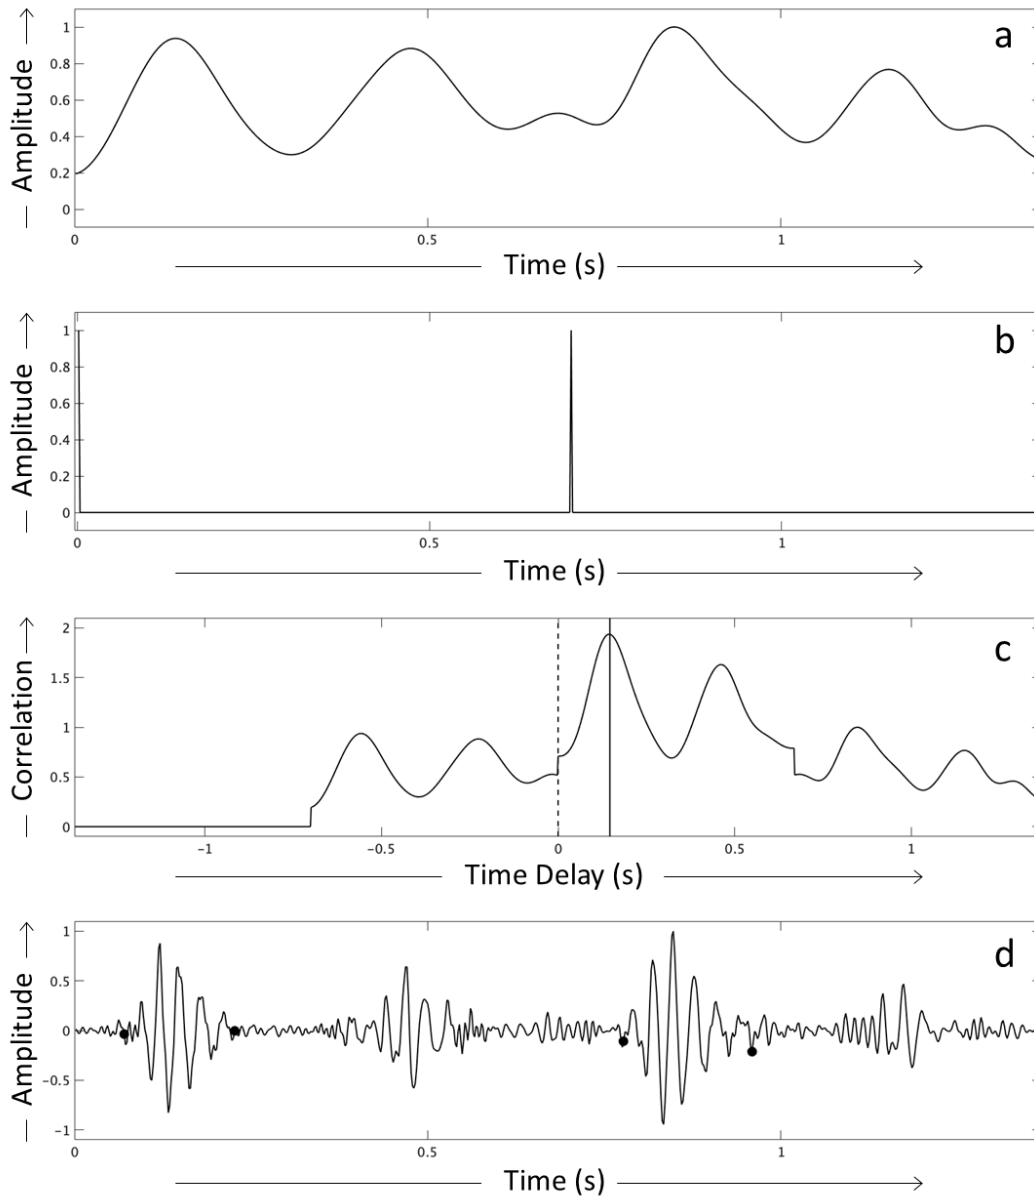 a
— Amplitude →
1
0.8
0.6
0.4
0.2
0
0 0.5 1
Time (s)
b
— Amplitude →
1
0.8
0.6
0.4
0.2
0
0 0.5 1
Time (s)
c
— Correlation →
2
1.5
1
0.5
0
-1 -0.5 0 0.5 1
Time Delay (s)
d
— Amplitude →
1
0.5
0
-0.5
-1
0 0.5 1
Time (s)